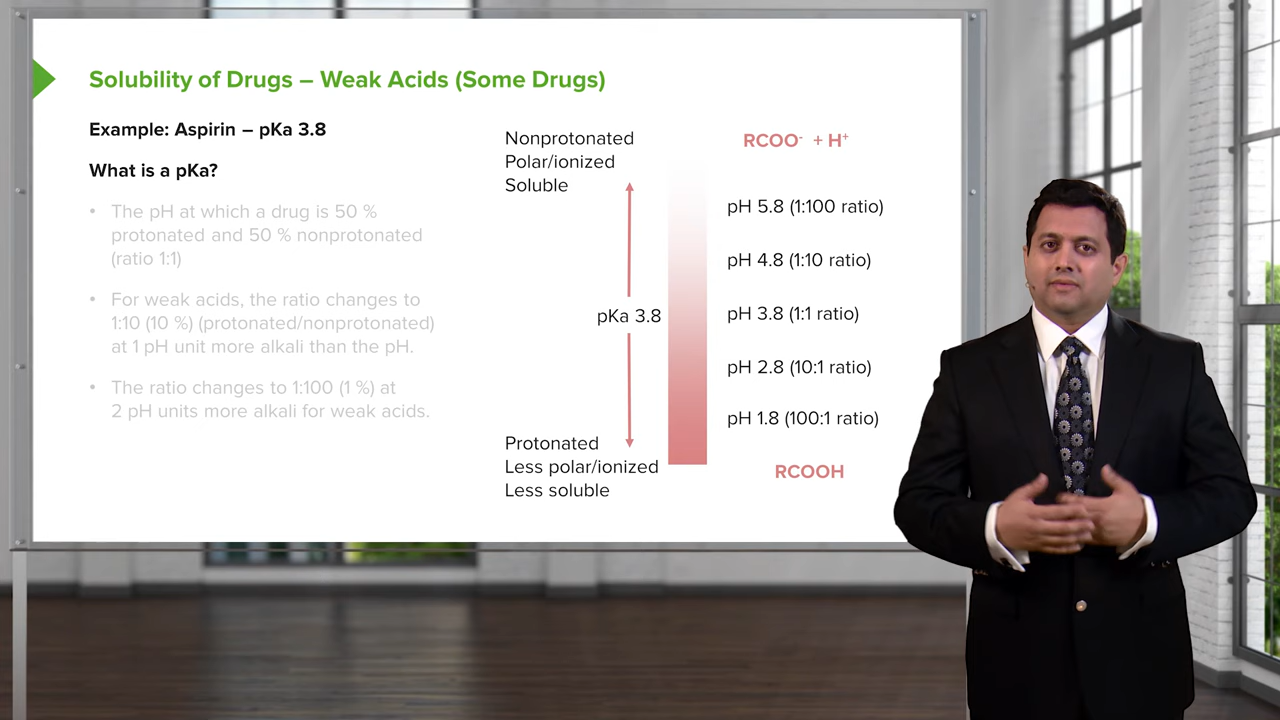 Solubility of Drugs – Weak Acids (Some Drugs)
Example: Aspirin – pKa 3.8
What is a pKa?
• The pH at which a drug is 50 %
protonated and 50 % nonprotonated
(ratio 1:1)
• For weak acids, the ratio changes to
1:10 (10 %) (protonated/nonprotonated)
at 1 pH unit more alkali than the pH.
• The ratio changes to 1:100 (1 %) at
2 pH units more alkali for weak acids.
Nonprotonated
Polar/ionized
Soluble
pKa 3.8
Protonated
Less polar/ionized
Less soluble
RCOO⁻ + H⁺
pH 5.8 (1:100 ratio)
pH 4.8 (1:10 ratio)
pH 3.8 (1:1 ratio)
pH 2.8 (10:1 ratio)
pH 1.8 (100:1 ratio)
RCOOH